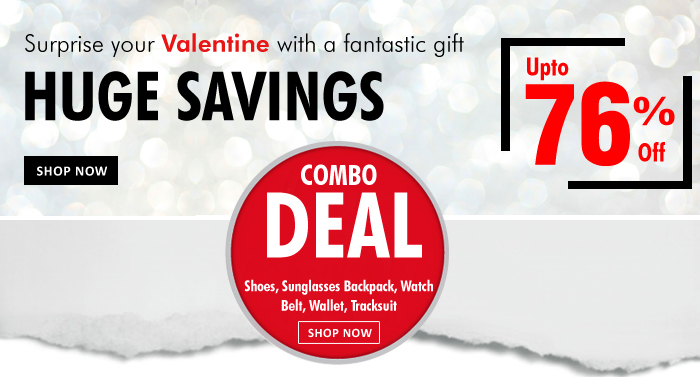 Surprise your Valentine with a fantastic gift
HUGE SAVINGS
SHOP NOW
Upto
76%
Off
COMBO
DEAL
Shoes, Sunglasses Backpack, Watch
Belt, Wallet, Tracksuit
SHOP NOW